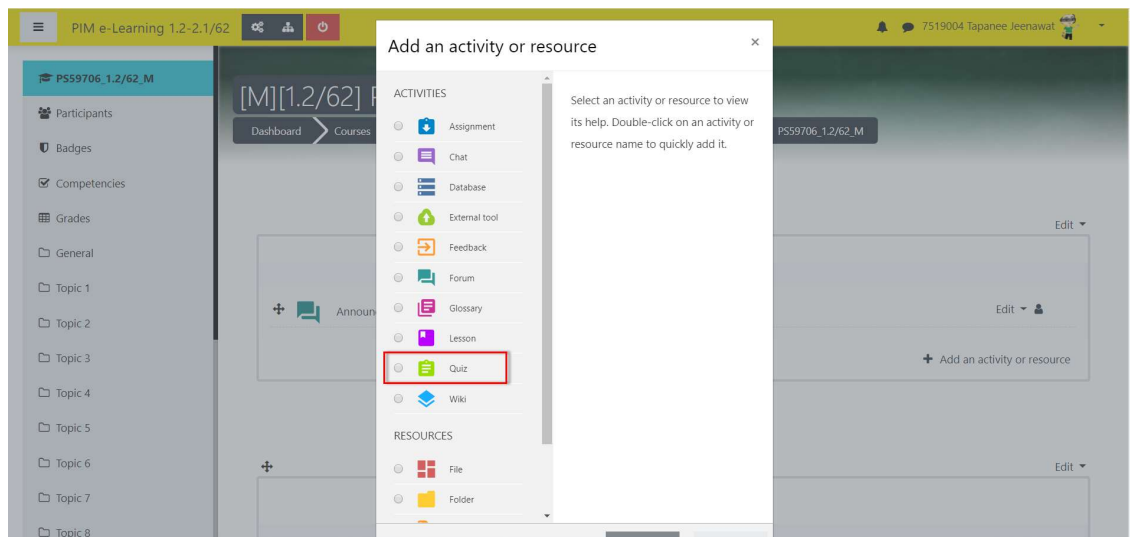 PIM e-Learning 1.2-2.1/62
7519004 Tapanee Jeenawat
PS59706_1.2/62_M
Participants
Badges
Competencies
Grades
General
Topic 1
Topic 2
Topic 3
Topic 4
Topic 5
Topic 6
Topic 7
Topic 8
[M][1.2/62]
Dashboard
Courses
PS59706_1.2/62_M
Edit
Edit
Add an activity or resource
Edit
Add an activity or resource
×
ACTIVITIES
Assignment
Chat
Database
External tool
Feedback
Forum
Glossary
Lesson
Quiz
Wiki
RESOURCES
File
Folder
Select an activity or resource to view
its help. Double-click on an activity or
resource name to quickly add it.